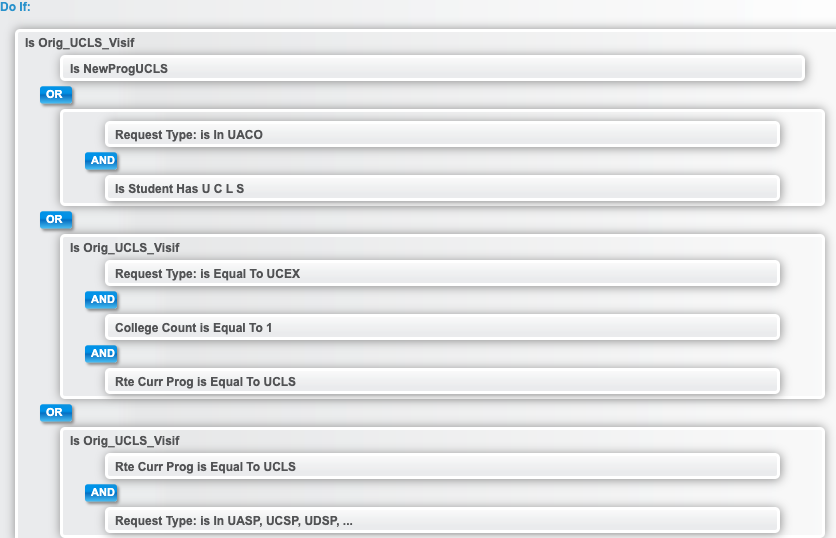 Do If:
Is Orig_UCLS_Visif
Is NewProgUCLS
OR
Request Type: is In UACO
AND
Is Student Has U C L S
OR
Is Orig_UCLS_Visif
Request Type: is Equal To UCEX
AND
College Count is Equal To 1
AND
Rte Curr Prog is Equal To UCLS
OR
Is Orig_UCLS_Visif
Rte Curr Prog is Equal To UCLS
AND
Request Type: is In UASP, UCSP, UDSP, ...